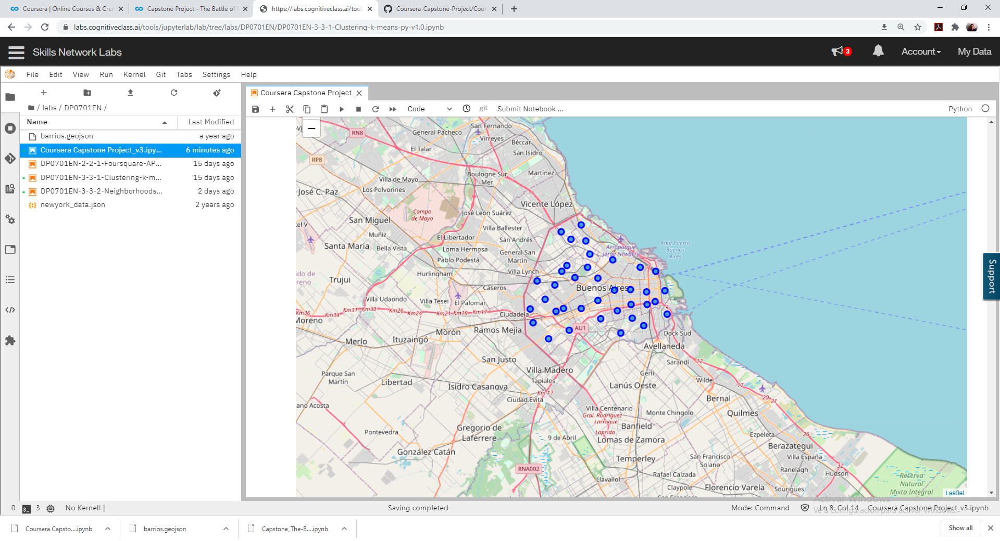 Coursera | Online Courses & Cre
Capstone Project - The Battle of
https://labs.cognitiveclass.ai/too
Coursera-Capstone-Project/Cour
labs.cognitiveclass.ai/tools/jupyterlab/lab/tree/labs/DP0701EN/DP0701EN-3-3-1-Clustering-k-means-py-v1.0.ipynb
Skills Network Labs
3
Account
My Data
File Edit View Run Kernel Git Tabs Settings Help
Coursera Capstone Project_
/ labs / DP0701EN /
Code
git
Submit Notebook ...
Python
Name
Last Modified
barrios.geojson
a year ago
Coursera Capstone Project_v3.ipy...
6 minutes ago
DP0701EN-2-2-1-Foursquare-AP...
15 days ago
DP0701EN-3-3-1-Clustering-k-m...
15 days ago
DP0701EN-3-3-2-Neighborhoods...
2 days ago
newyork_data.json
2 years ago
San Fernando
RN8
General Pacheco
Virreyes
Béccar
El Talar
San Isidro
RP8
Martínez
Boulogne Sur
Mer
Villa de Mayo
Los Polvorines
José C. Paz
Vicente López
Campo
de Mayo
José León Suárez
San Miguel
tel V
Villa Ballester
Muñiz
El Libertador
San Andrés
Santa María
Bella Vista
Loma Hermosa
General San
Martín
Pablo Podestá
Aeroparque
Jorge Newbery
Ante Puerto
Buenos
Aires
Villa Lynch
ido de
reno
Hurlingham
Trujui
Caseros
Buenos Aires
Villa Udaondo
Villa Tesei
El Palomar
Km36
Km34
Km31
Km30
Km26
Km24
Km21
Km19
Km17
Ciudadela
4
Moreno
Morón
Ramos Mejía
AU1
Dock Sud
Merlo
Ituzaingó
Avellaneda
San Justo
Sarandí
12
Villa Madero
Parque San
Martín
Gerli
Libertad
Tapiales
Wilde
17
Isidro Casanova
Lanús Oeste
Km 17
Bernal
20
21
Ciudad Evita
ano Acosta
Villa Centenario
Gral. Rodríguez
Larroque
Monte Chingolo
Quilmes
Gregorio de
Laferrere
Banfield
Pontevedra
Laprida
9 de Abril
Lomas de Zamora
Ezpeleta
26
Berazategui
González Catán
Temperley
San Francisco
Solano
Villa España
32
RNA002
Ranelagh
Hudson
Llavallol
Rafael Calzada
Reserva
Natural
Mixta Integral
Claypole
Florencio Varela
Sourigues
San Francisco
Leaflet
Support
0
3
No Kernel! |
Saving completed
Mode: Command
Ln 8, Col 14
Coursera Capstone Project_v3.ipynb
Activar Windows
Ve a Configuración para activar Windows.
Coursera Capsto....ipynb
barrios.geojson
Capstone_The-B....ipynb
Show all